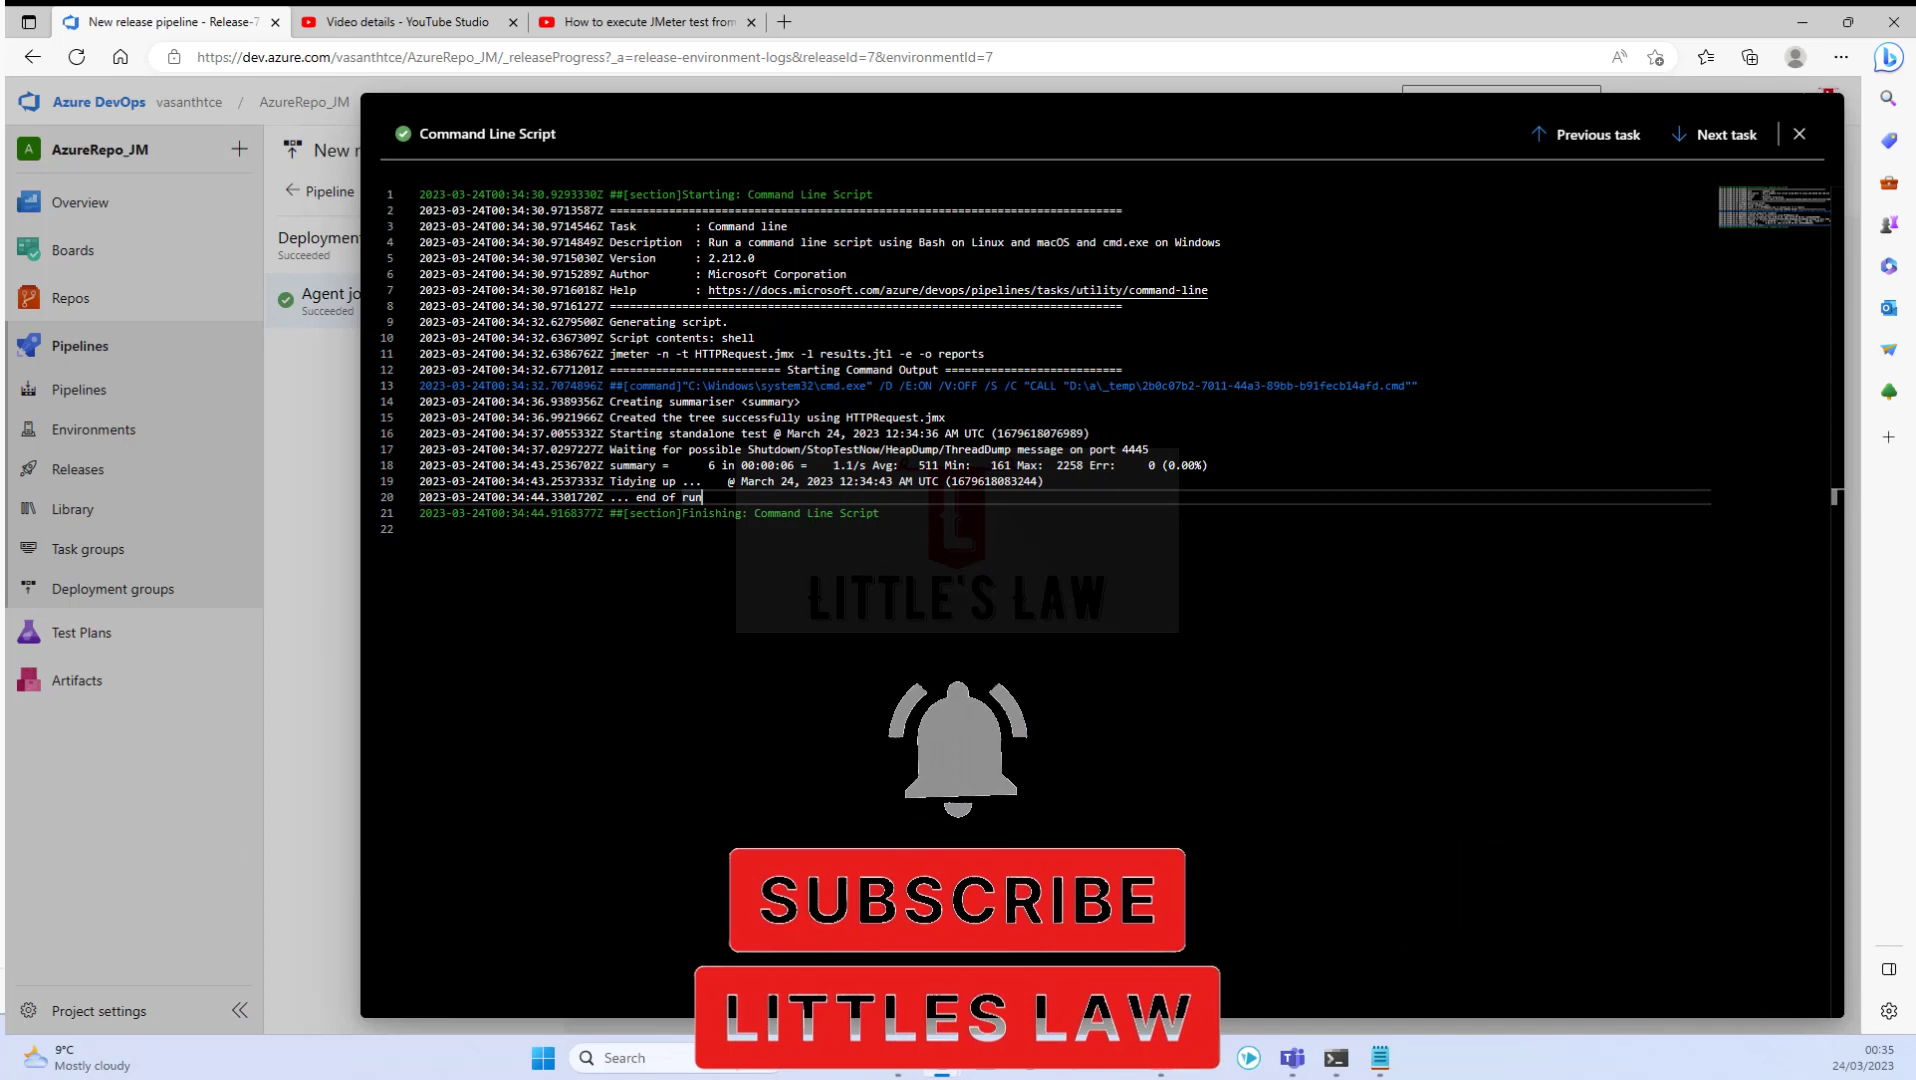 New release pipeline - Release-7
Video details - YouTube Studio
How to execute JMeter test from
https://dev.azure.com/vasanthtce/AzureRepo_JM/_releaseProgress?_a=release-environment-logs&releaseId=7&environmentId=7
Azure DevOps vasanthtce / AzureRepo_JM
A AzureRepo_JM
Overview
Boards
Repos
Pipelines
Pipelines
Environments
Releases
Library
Task groups
Deployment groups
Test Plans
Artifacts
Project settings
New r
Pipeline
Deployment
Succeeded
Agent jo
Succeeded
Command Line Script
Previous task
Next task
1 2023-03-24T00:34:30.9293330Z ##[section]Starting: Command Line Script
2 2023-03-24T00:34:30.9713587Z ==============================================================================
3 2023-03-24T00:34:30.9714546Z Task : Command line
4 2023-03-24T00:34:30.9714849Z Description : Run a command line script using Bash on Linux and macOS and cmd.exe on Windows
5 2023-03-24T00:34:30.9715030Z Version : 2.212.0
6 2023-03-24T00:34:30.9715289Z Author : Microsoft Corporation
7 2023-03-24T00:34:30.9716018Z Help : https://docs.microsoft.com/azure/devops/pipelines/tasks/utility/command-line
8 2023-03-24T00:34:30.9716127Z ==============================================================================
9 2023-03-24T00:34:32.6279500Z Generating script.
10 2023-03-24T00:34:32.6367309Z Script contents: shell
11 2023-03-24T00:34:32.6386762Z jmeter -n -t HTTPRequest.jmx -l results.jtl -e -o reports
12 2023-03-24T00:34:32.6771201Z ========================== Starting Command Output ===========================
13 2023-03-24T00:34:32.7074896Z ##[command]"C:\Windows\system32\cmd.exe" /D /E:ON /V:OFF /S /C "CALL "D:\a\_temp\2b0c07b2-7011-44a3-89bb-b91fecb14afd.cmd""
14 2023-03-24T00:34:36.9389356Z Creating summariser <summary>
15 2023-03-24T00:34:36.9921966Z Created the tree successfully using HTTPRequest.jmx
16 2023-03-24T00:34:37.0055332Z Starting standalone test @ March 24, 2023 12:34:36 AM UTC (1679618076989)
17 2023-03-24T00:34:37.0297227Z Waiting for possible Shutdown/StopTestNow/HeapDump/ThreadDump message on port 4445
18 2023-03-24T00:34:43.2536702Z summary = 6 in 00:00:06 = 1.1/s Avg: 511 Min: 161 Max: 2258 Err: 0 (0.00%)
19 2023-03-24T00:34:43.2537333Z Tidying up ... @ March 24, 2023 12:34:43 AM UTC (1679618083244)
20 2023-03-24T00:34:44.3301720Z ... end of run
21 2023-03-24T00:34:44.9168377Z ##[section]Finishing: Command Line Script
22
L
LITTLE'S LAW
SUBSCRIBE
LITTLES LAW
9°C
Mostly cloudy
Search
00:35
24/03/2023